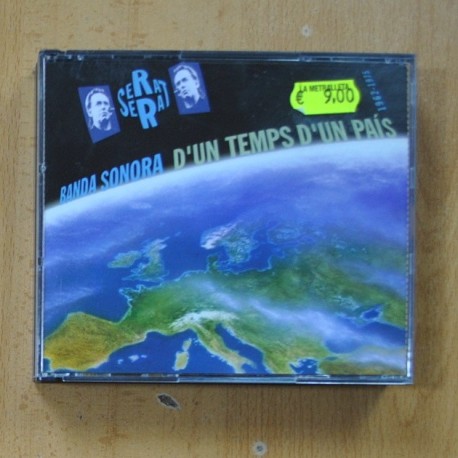 SERRAT
SERRAT
LA METRALLETA
€ 9,00
BANDA SONORA D'UN TEMPS D'UN PAÍS